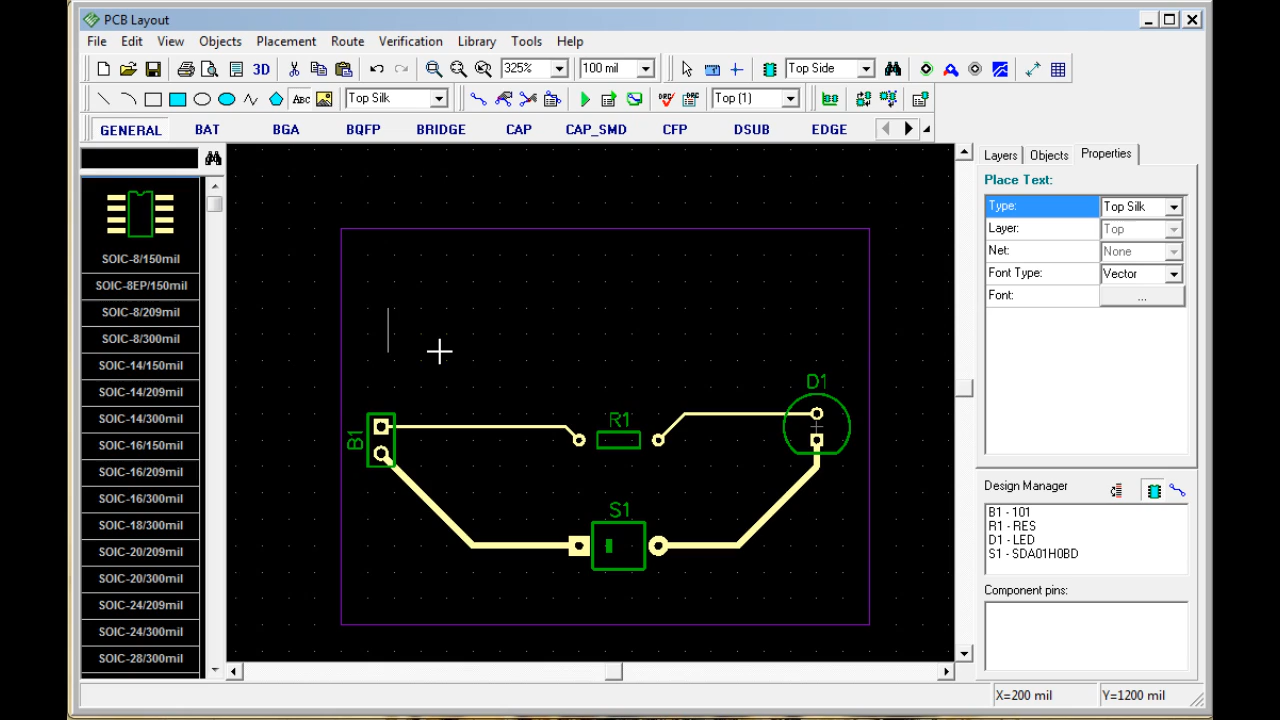 PCB Layout
File Edit View Objects Placement Route Verification Library Tools Help
3D 325% 100 mil Top Side
Abc Top Silk DRC Top (1)
GENERAL BAT BGA BQFP BRIDGE CAP CAP_SMD CFP DSUB EDGE
Layers Objects Properties
Place Text:
Type: Top Silk
Layer: Top
Net: None
Font Type: Vector
Font: ...
SOIC-8/150mil
SOIC-8EP/150mil
SOIC-8/209mil
SOIC-8/300mil
SOIC-14/150mil
SOIC-14/209mil
SOIC-14/300mil
SOIC-16/150mil
SOIC-16/209mil
SOIC-16/300mil
SOIC-18/300mil
SOIC-20/209mil
SOIC-20/300mil
SOIC-24/209mil
SOIC-24/300mil
SOIC-28/300mil
D1
R1
B1
S1
Design Manager
B1 - 101
R1 - RES
D1 - LED
S1 - SDA01H0BD
Component pins:
X=200 mil Y=1200 mil